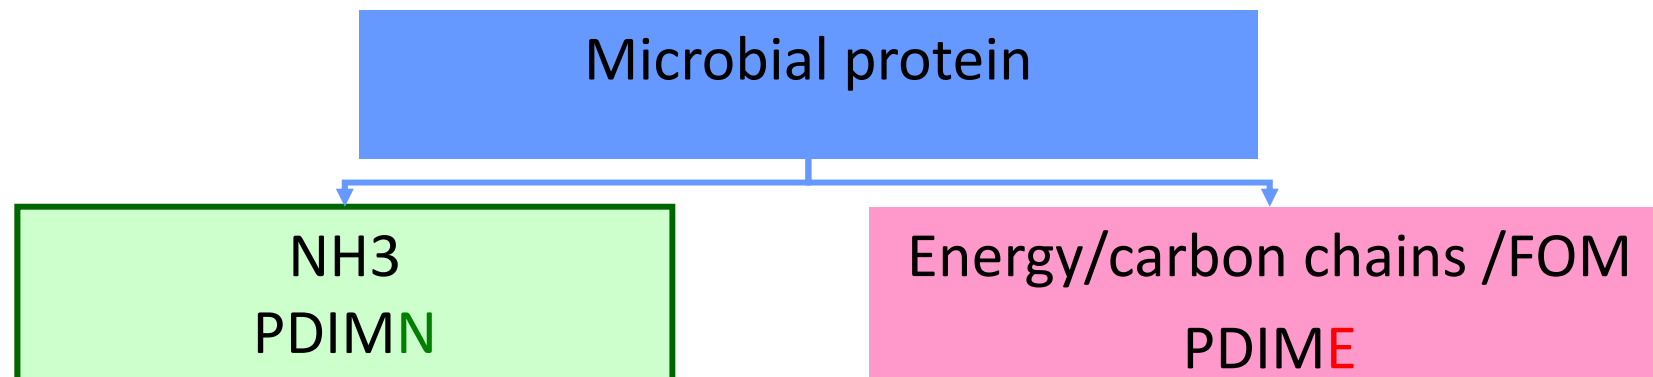 Microbial protein
NH3
PDIMN
Energy/carbon chains /FOM
PDIME